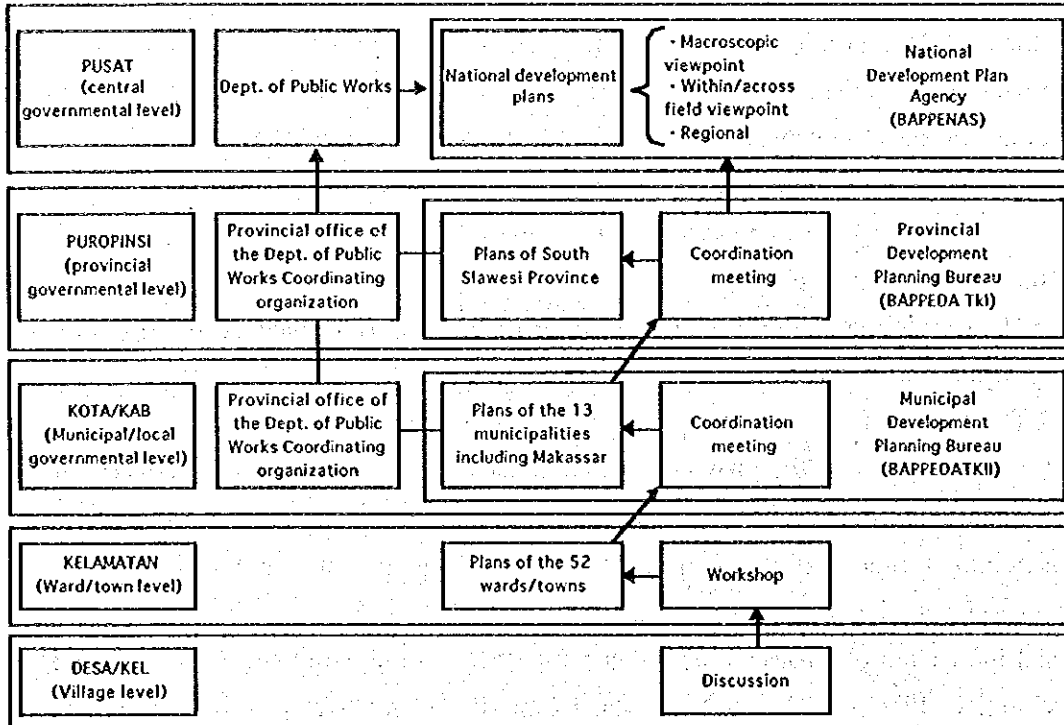 PUSAT
(central
governmental level)
Dept. of Public Works
National development
plans
· Macroscopic
viewpoint
· Within/across
field viewpoint
· Regional
National
Development Plan
Agency
(BAPPENAS)
PUROPINSI
(provincial
governmental level)
Provincial office of
the Dept. of Public
Works Coordinating
organization
Plans of South
Slawesi Province
Coordination
meeting
Provincial
Development
Planning Bureau
(BAPPEDA TkI)
KOTA/KAB
(Municipal/local
governmental level)
Provincial office of
the Dept. of Public
Works Coordinating
organization
Plans of the 13
municipalities
including Makassar
Coordination
meeting
Municipal
Development
Planning Bureau
(BAPPEDATKII)
KELAMATAN
(Ward/town level)
Plans of the 52
wards/towns
Workshop
DESA/KEL
(Village level)
Discussion